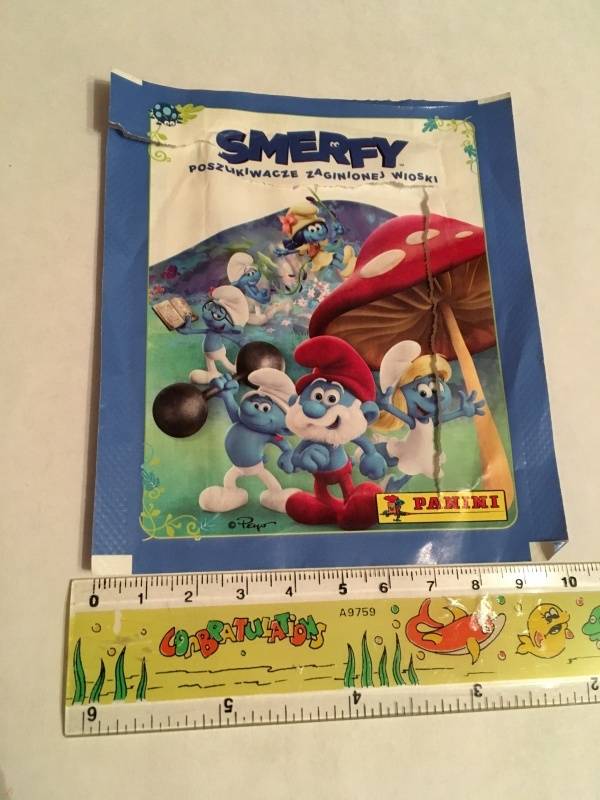 SMERFY™
POSZUKIWACZE ZAGINIONEJ WIOSKI
PANINI
© Peyo
0 1 2 3 4 5 6 7 8 9 10
A9759
CONGRATULATIONS
6 5 4 3 2